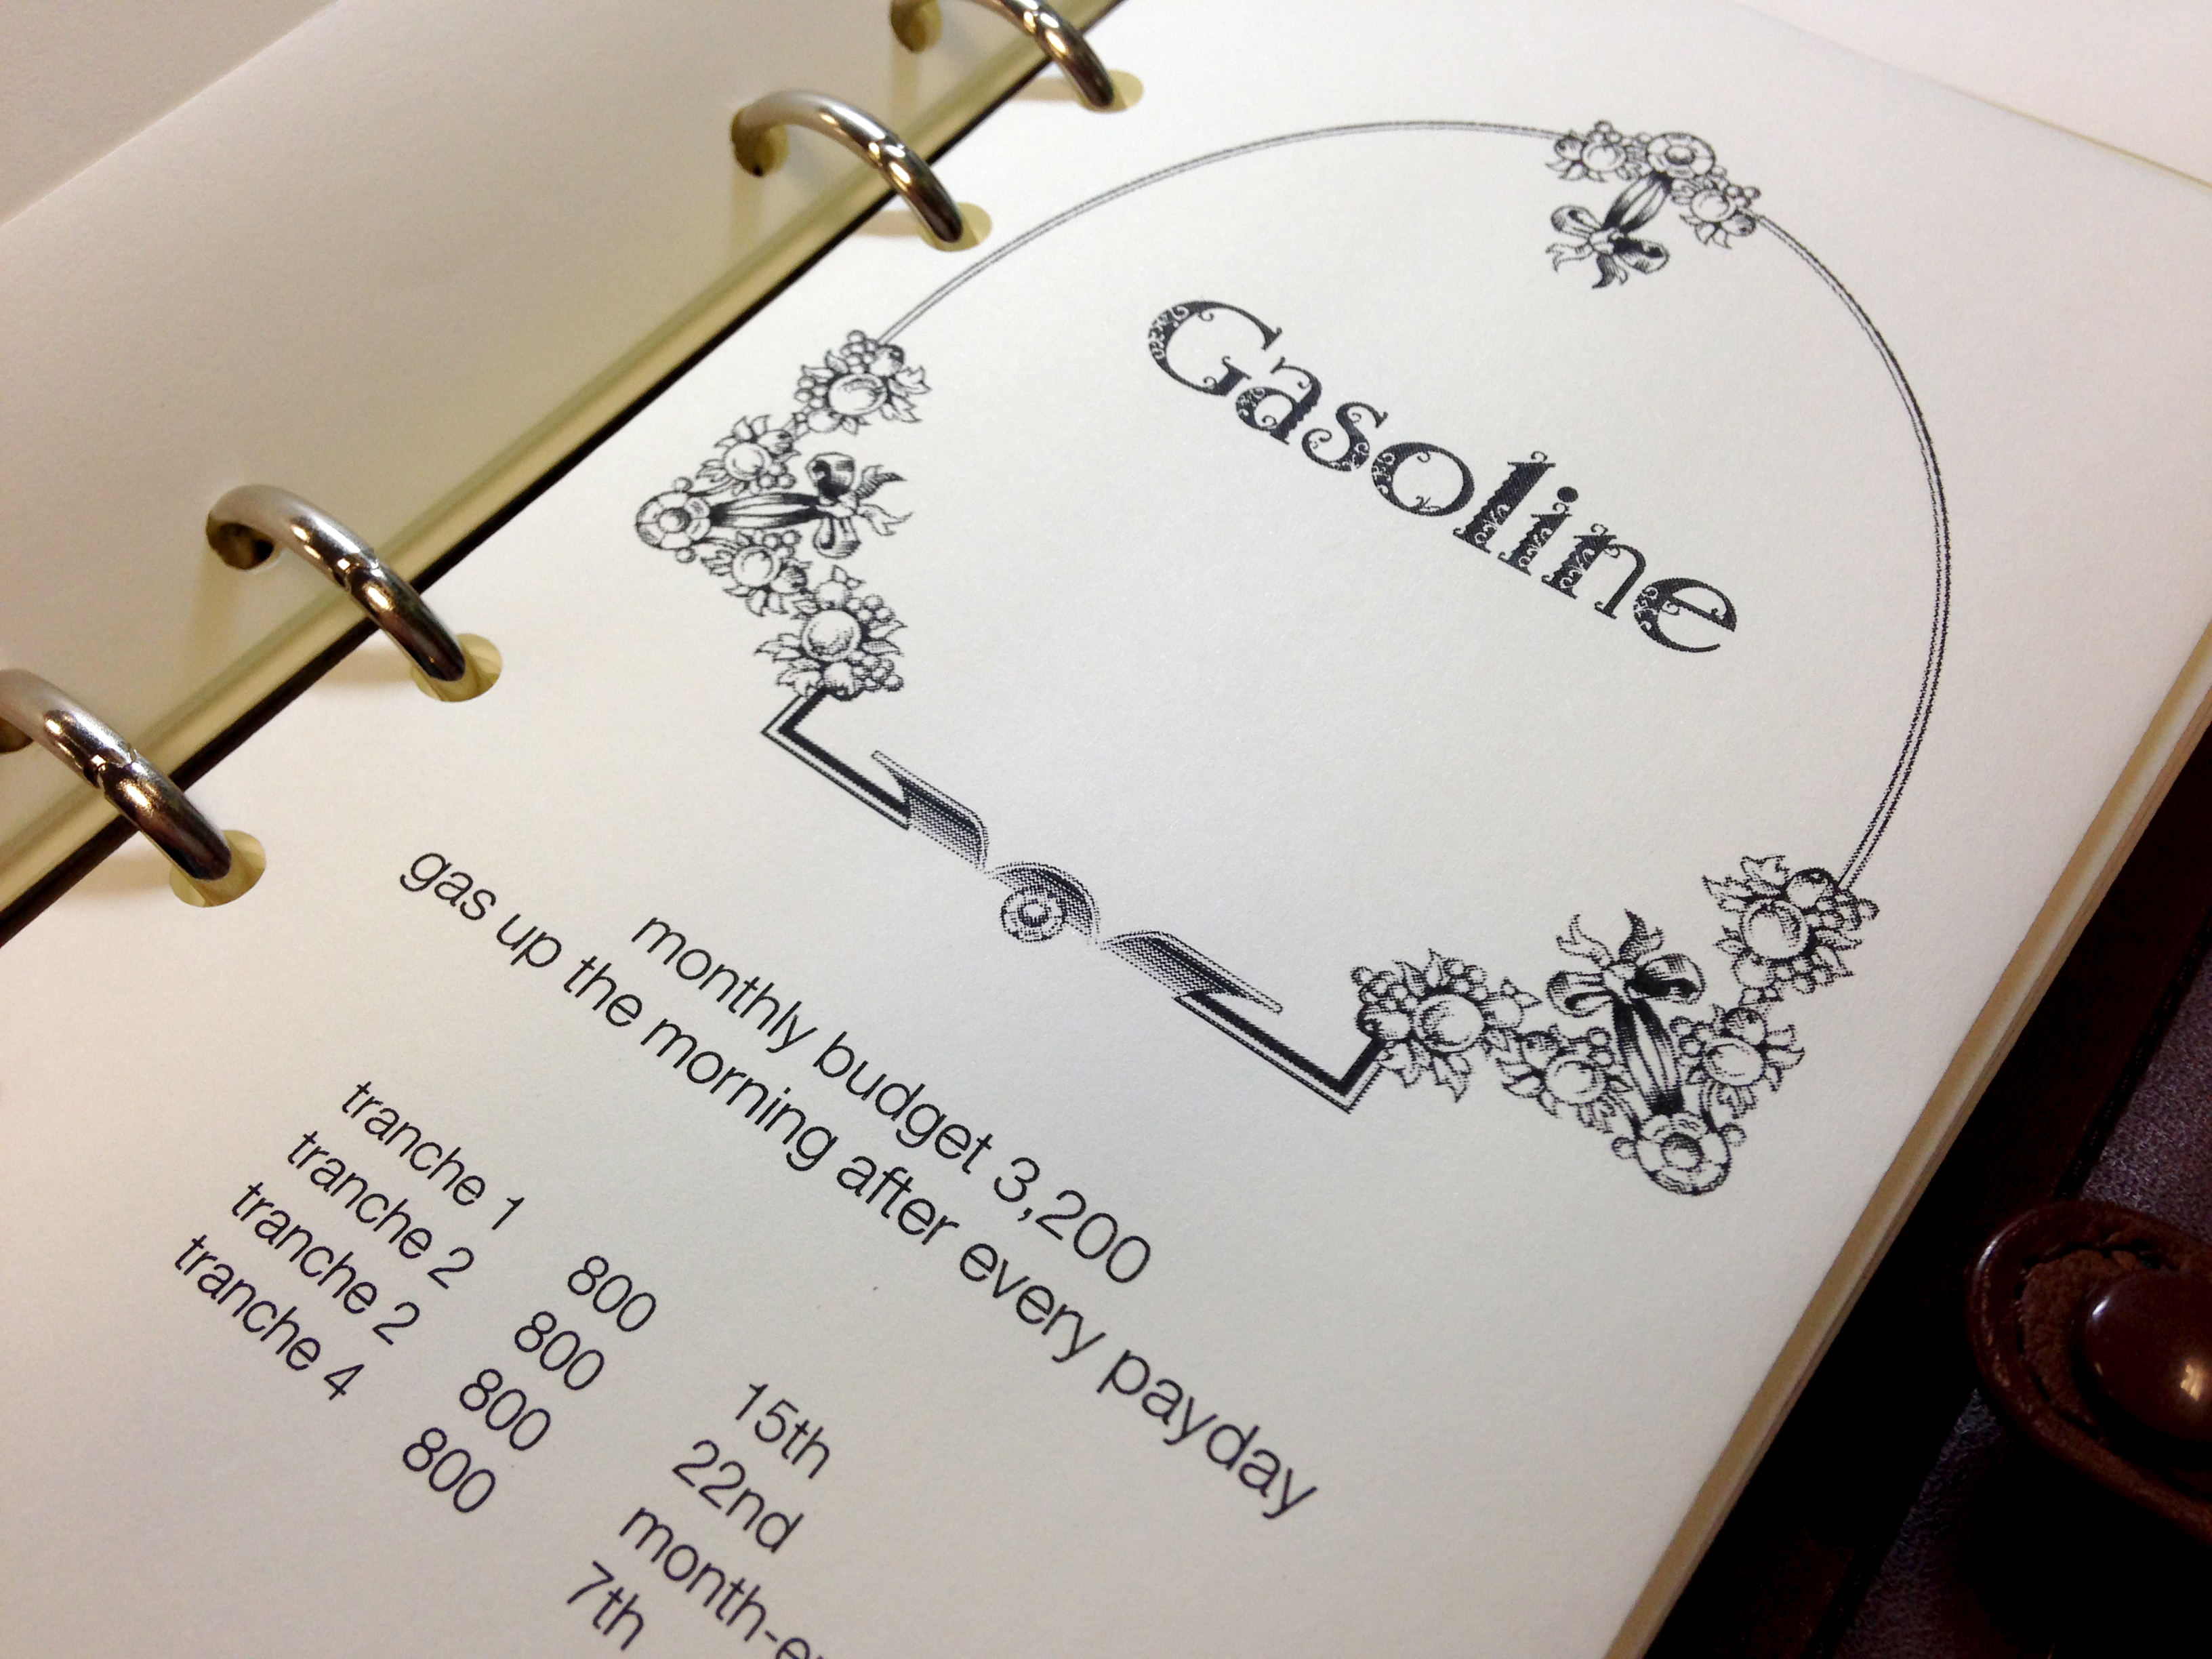 Gasoline
monthly budget 3,200
gas up the morning after every payday
tranche 1 800 15th
tranche 2 800 22nd
tranche 2 800
tranche 4 800 7th